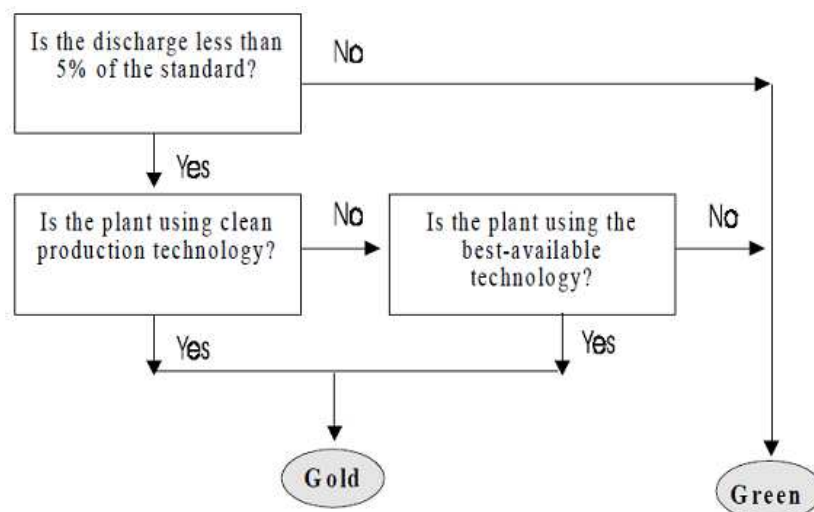 Is the discharge less than
5% of the standard?
No
Yes
Is the plant using clean
production technology?
No
Is the plant using the
best-available
technology?
No
Yes
Yes
Gold
Green